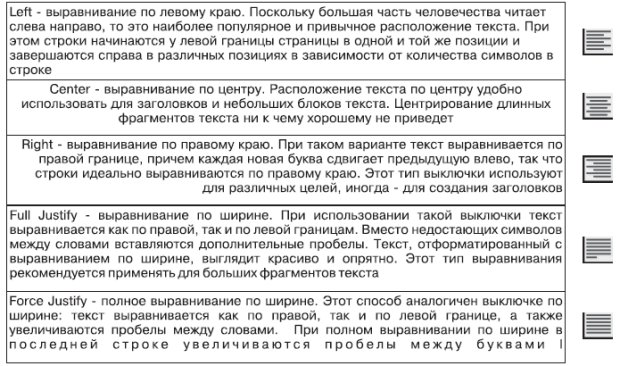 Left - выравнивание по левому краю. Поскольку большая часть человечества читает
слева направо, то это наиболее популярное и привычное расположение текста. При
этом строки начинаются у левой границы страницы в одной и той же позиции и
завершаются справа в различных позициях в зависимости от количества символов в
строке
Center - выравнивание по центру. Расположение текста по центру удобно
использовать для заголовков и небольших блоков текста. Центрирование длинных
фрагментов текста ни к чему хорошему не приведет
Right - выравнивание по правому краю. При таком варианте текст выравнивается по
правой границе, причем каждая новая буква сдвигает предыдущую влево, так что
строки идеально выравниваются по правому краю. Этот тип выключки используют
для различных целей, иногда - для создания заголовков
Full Justify - выравнивание по ширине. При использовании такой выключки текст
выравнивается как по правой, так и по левой границам. Вместо недостающих символов
между словами вставляются дополнительные пробелы. Текст, отформатированный с
выравниванием по ширине, выглядит красиво и опрятно. Этот тип выравнивания
рекомендуется применять для больших фрагментов текста
Force Justify - полное выравнивание по ширине. Этот способ аналогичен выключке по
ширине: текст выравнивается как по правой, так и по левой границе, а также
увеличиваются пробелы между словами. При полном выравнивании по ширине в
последней строке увеличиваются пробелы между буквами